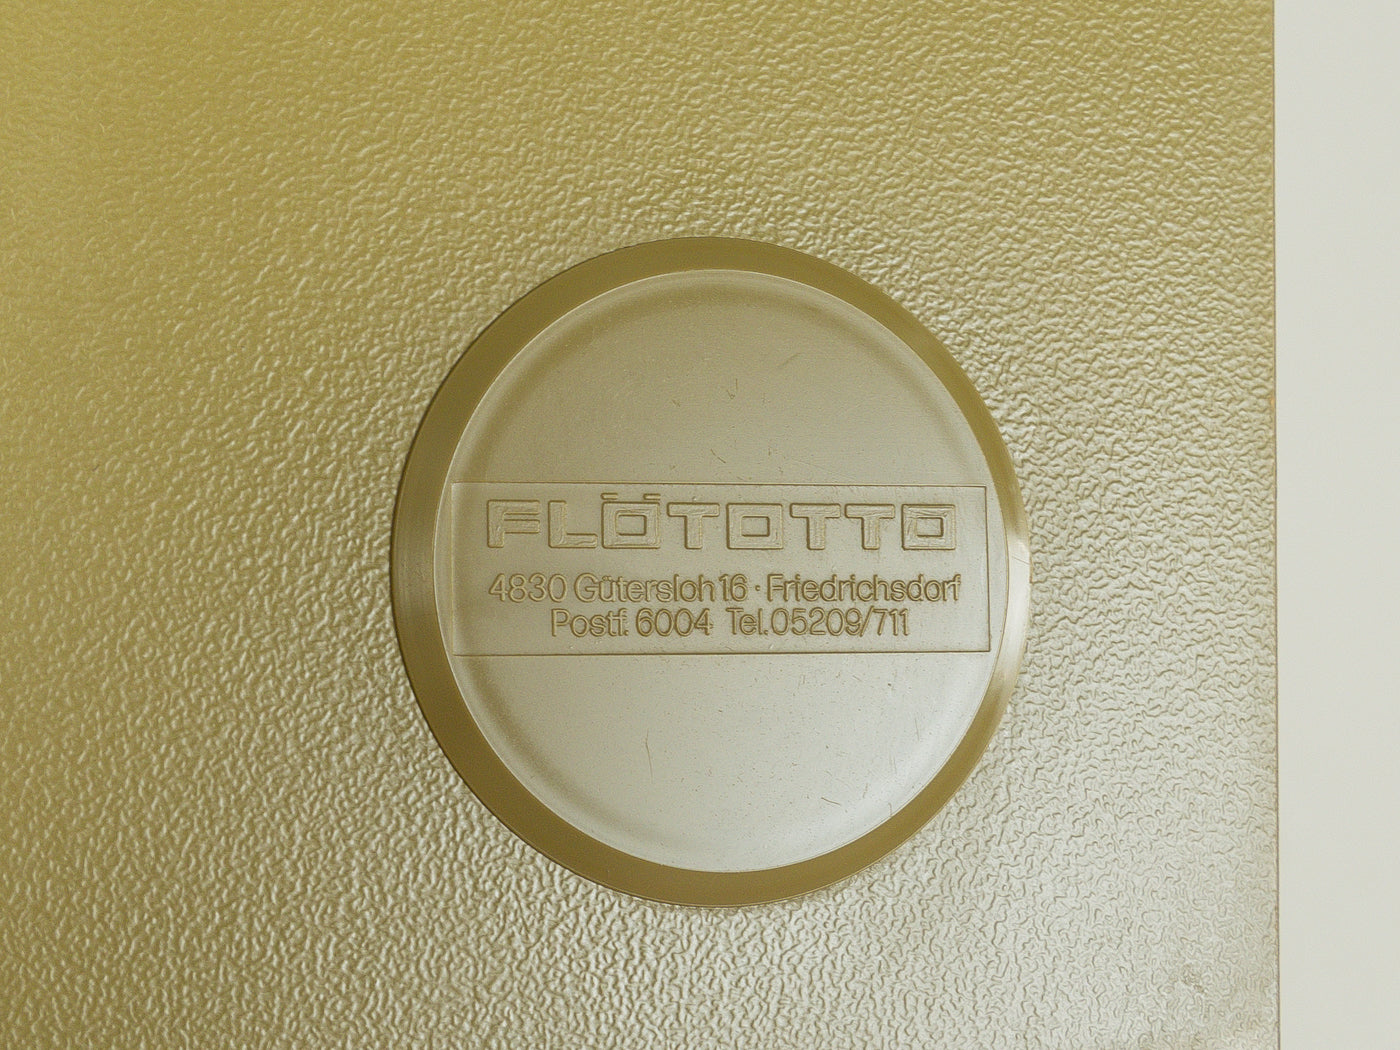 FLÖTOTTO
4830 Gütersloh 16 · Friedrichsdorf
Postf. 6004 Tel. 05209/711